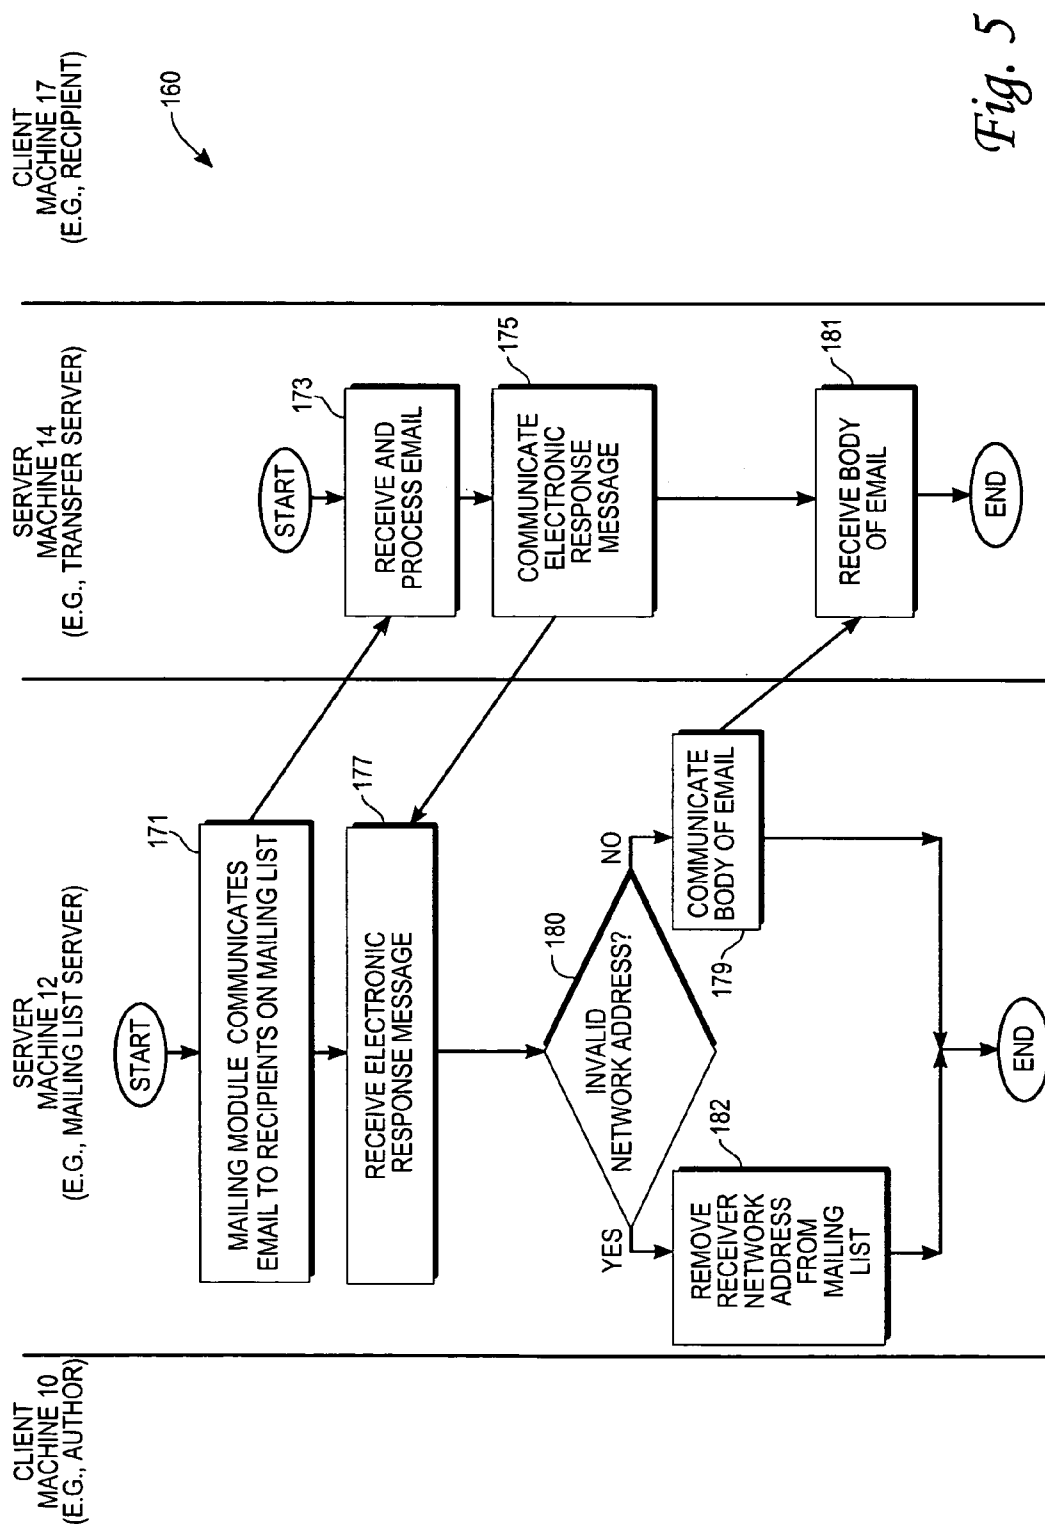 CLIENT
MACHINE 10
(E.G., AUTHOR)
SERVER
MACHINE 12
(E.G., MAILING LIST SERVER)
SERVER
MACHINE 14
(E.G., TRANSFER SERVER)
CLIENT
MACHINE 17
(E.G., RECIPIENT)
160
START
171
MAILING MODULE COMMUNICATES
EMAIL TO RECIPIENTS ON MAILING LIST
177
RECEIVE ELECTRONIC
RESPONSE MESSAGE
180
INVALID
NETWORK ADDRESS?
YES
NO
182
REMOVE
RECEIVER
NETWORK
ADDRESS
FROM
MAILING
LIST
179
COMMUNICATE
BODY OF EMAIL
END
START
173
RECEIVE AND
PROCESS EMAIL
175
COMMUNICATE
ELECTRONIC
RESPONSE
MESSAGE
181
RECEIVE BODY
OF EMAIL
END
Fig. 5